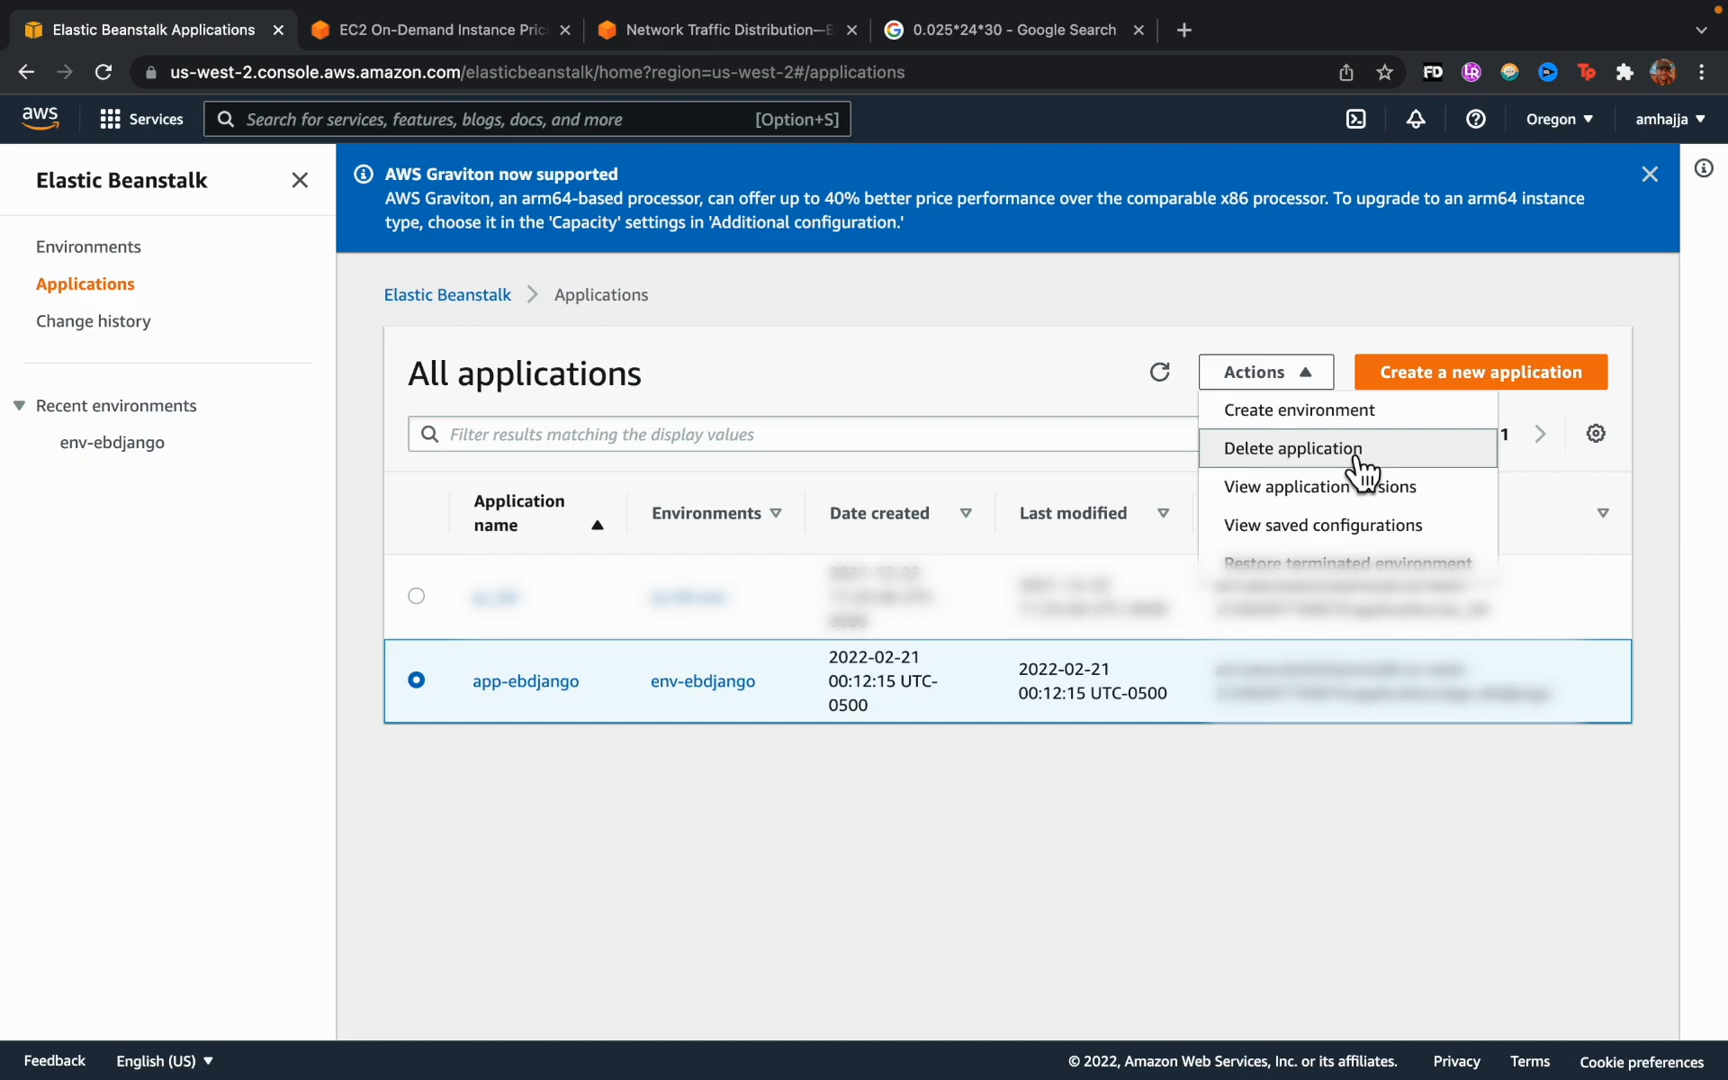 Elastic Beanstalk Applications
EC2 On-Demand Instance Pric
Network Traffic Distribution—E
0.025*24*30 - Google Search
us-west-2.console.aws.amazon.com/elasticbeanstalk/home?region=us-west-2#/applications
FD
LR
Tp
aws
Services
Search for services, features, blogs, docs, and more
[Option+S]
Oregon
amhajja
Elastic Beanstalk
Environments
Applications
Change history
Recent environments
env-ebdjango
AWS Graviton now supported
AWS Graviton, an arm64-based processor, can offer up to 40% better price performance over the comparable x86 processor. To upgrade to an arm64 instance
type, choose it in the 'Capacity' settings in 'Additional configuration.'
Elastic Beanstalk
Applications
All applications
Actions
Create a new application
Filter results matching the display values
1
Create environment
Delete application
View application sions
View saved configurations
Restore terminated environment
Application
name
Environments
Date created
Last modified
app-ebdjango
env-ebdjango
2022-02-21
00:12:15 UTC-
0500
2022-02-21
00:12:15 UTC-0500
Feedback
English (US)
© 2022, Amazon Web Services, Inc. or its affiliates.
Privacy
Terms
Cookie preferences